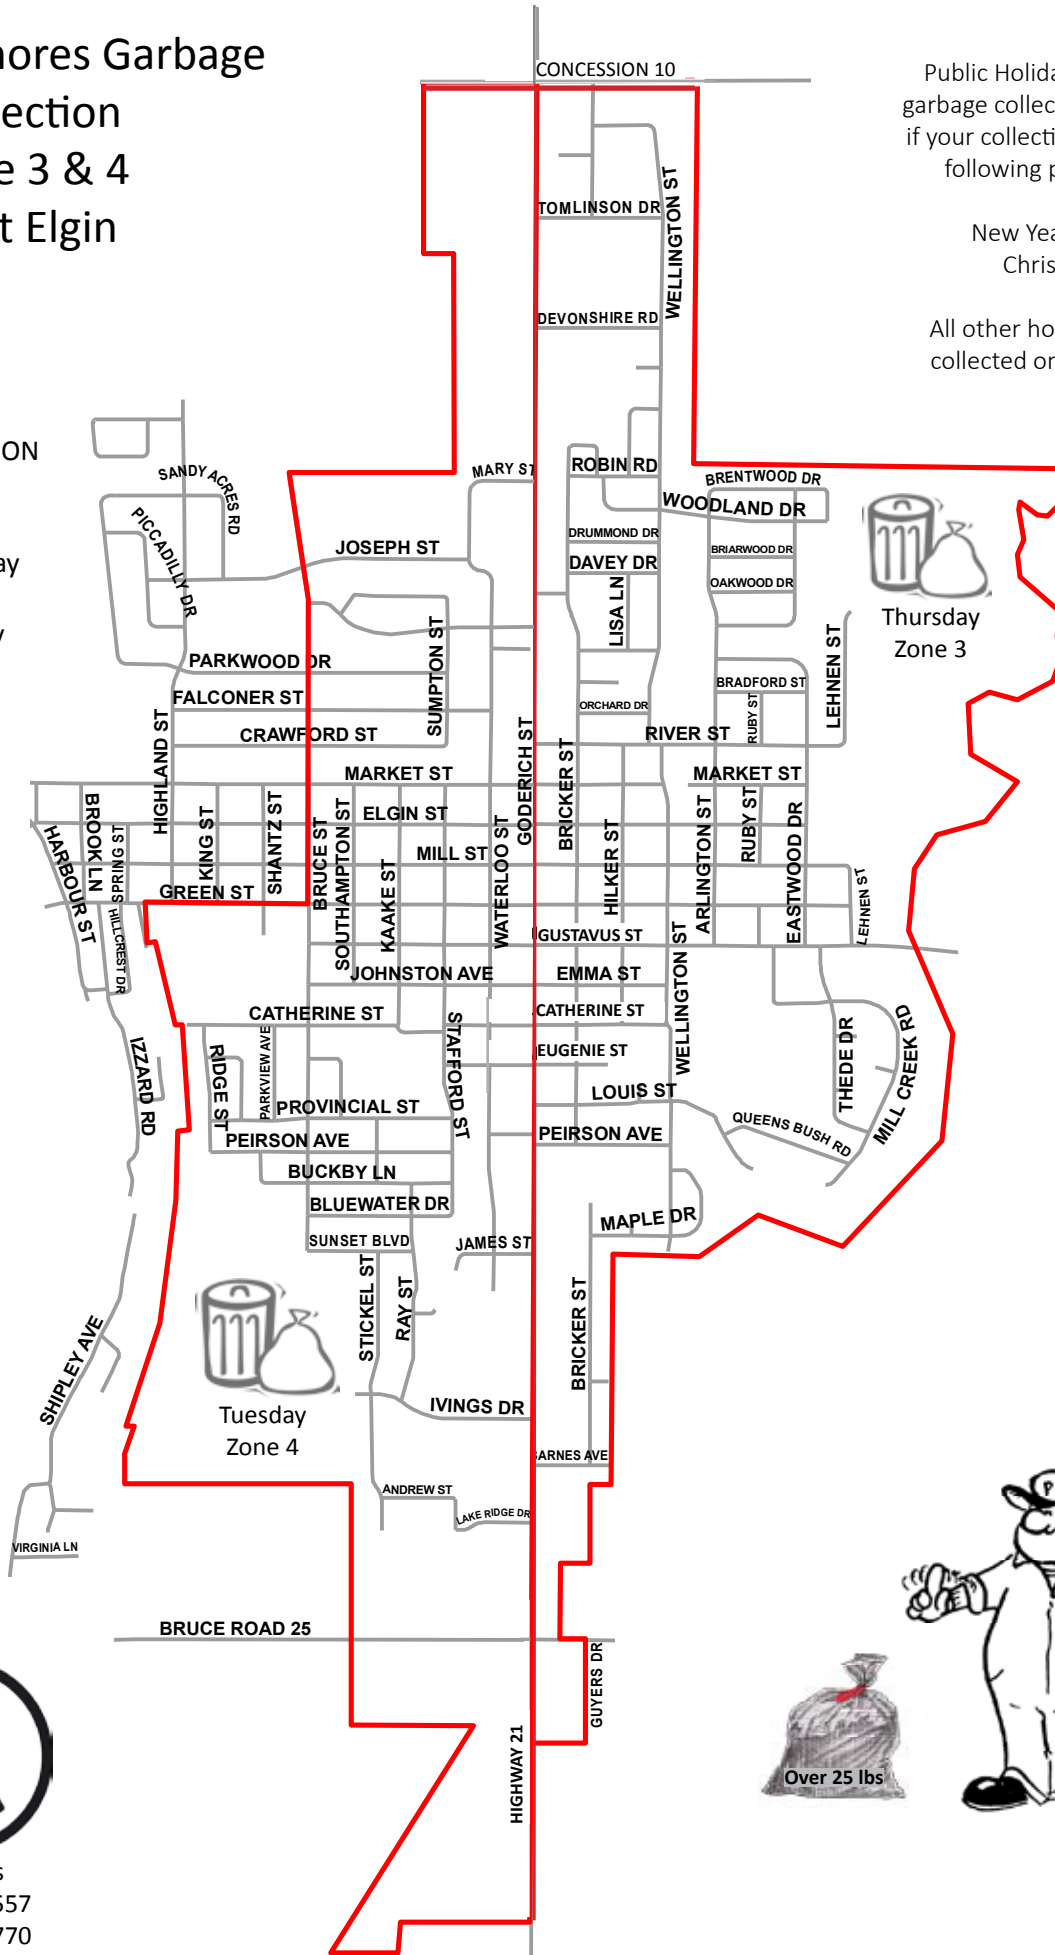 hores Garbage
ection
e 3 & 4
t Elgin
ON
ay
y
Public Holida
garbage collec
if your collecti
following p
New Yea
Chris
All other ho
collected or
CONCESSION 10
TOMLINSON DR
WELLINGTON ST
DEVONSHIRE RD
SANDY ACRES RD
PICCADILLY DR
MARY ST
ROBIN RD
BRENTWOOD DR
WOODLAND DR
JOSEPH ST
DRUMMOND DR
DAVEY DR
BRIARWOOD DR
OAKWOOD DR
LISA LN
Thursday
Zone 3
SUMPTON ST
LEHNEN ST
PARKWOOD DR
FALCONER ST
BRADFORD ST
ORCHARD DR
RUBY ST
CRAWFORD ST
RIVER ST
HIGHLAND ST
GODERICH ST
BRICKER ST
MARKET ST
MARKET ST
BROOK LN
HARBOUR ST
SPRING ST
KING ST
SHANTZ ST
BRUCE ST
SOUTHAMPTON ST
ELGIN ST
KAAKE ST
MILL ST
WATERLOO ST
HILKER ST
ARLINGTON ST
RUBY ST
EASTWOOD DR
LEHNEN ST
GREEN ST
HILLCREST DR
GUSTAVUS ST
JOHNSTON AVE
EMMA ST
WELLINGTON ST
CATHERINE ST
CATHERINE ST
STAFFORD ST
IZZARD RD
RIDGE ST
PARKVIEW AVE
EUGENIE ST
THEDE DR
MILL CREEK RD
LOUIS ST
PROVINCIAL ST
QUEENS BUSH RD
PEIRSON AVE
PEIRSON AVE
BUCKBY LN
BLUEWATER DR
MAPLE DR
SUNSET BLVD
JAMES ST
STICKEL ST
RAY ST
BRICKER ST
SHIPLEY AVE
Tuesday
Zone 4
IVINGS DR
BARNES AVE
ANDREW ST
LAKE RIDGE DR
VIRGINIA LN
BRUCE ROAD 25
GUYERS DR
HIGHWAY 21
P
Over 25 lbs
s
557
770